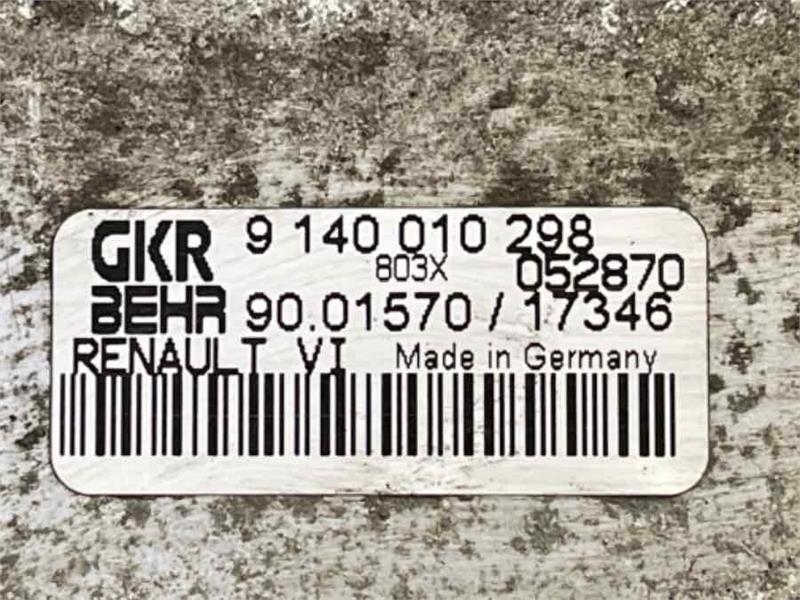 GKR 9 140 010 298
803X 052870
BEHR 90.01570 / 17346
RENAULT VI Made in Germany